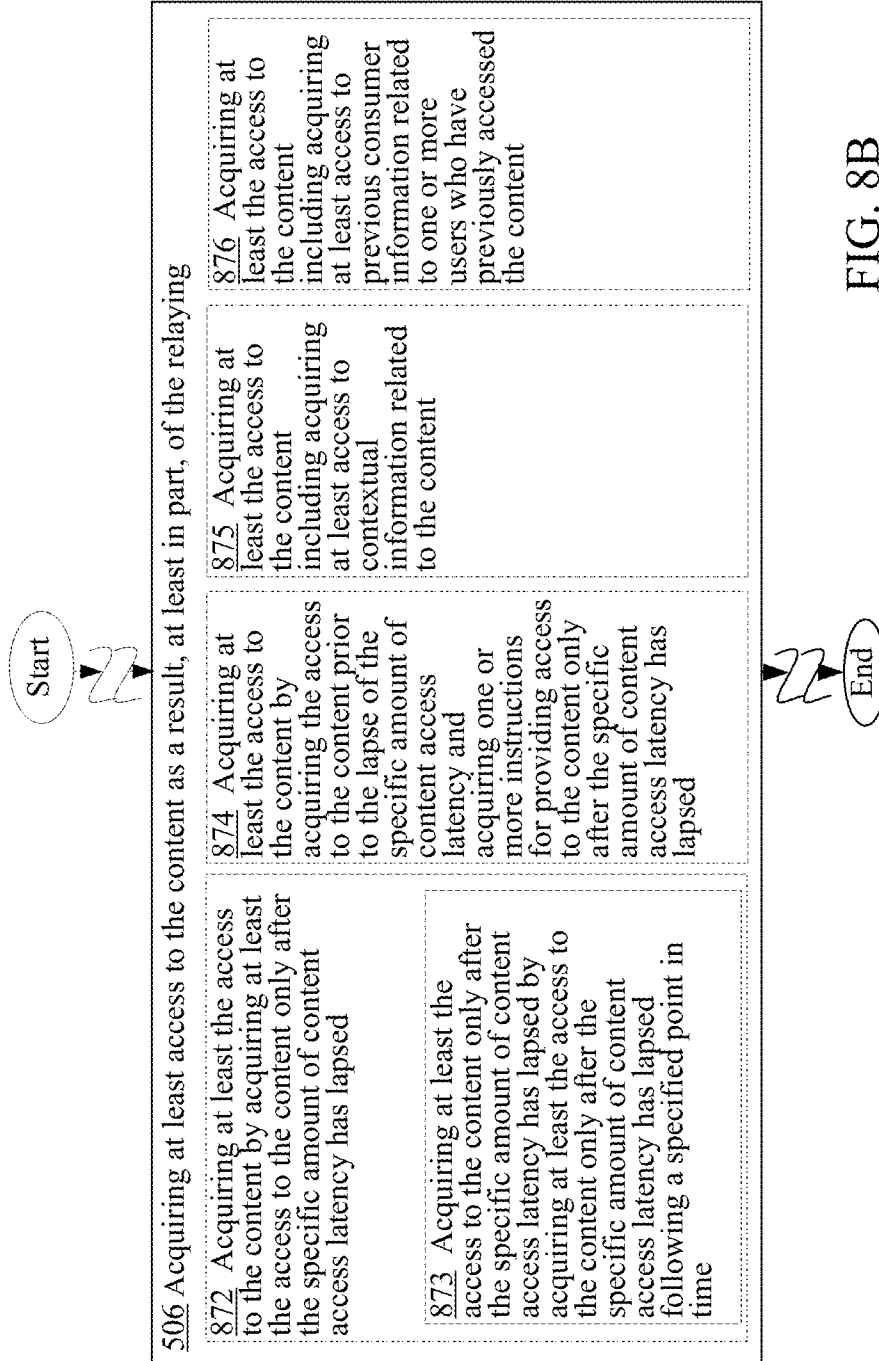 Start
506 Acquiring at least access to the content as a result, at least in part, of the relaying
872 Acquiring at least the access
to the content by acquiring at least
the access to the content only after
the specific amount of content
access latency has lapsed
873 Acquiring at least the
access to the content only after
the specific amount of content
access latency has lapsed by
acquiring at least the access to
the content only after the
specific amount of content
access latency has lapsed
following a specified point in
time
874 Acquiring at
least the access to
the content by
acquiring the access
to the content prior
to the lapse of the
specific amount of
content access
latency and
acquiring one or
more instructions
for providing access
to the content only
after the specific
amount of content
access latency has
lapsed
875 Acquiring at
least the access to
the content
including acquiring
at least access to
contextual
information related
to the content
876 Acquiring at
least the access to
the content
including acquiring
at least access to
previous consumer
information related
to one or more
users who have
previously accessed
the content
End
FIG. 8B